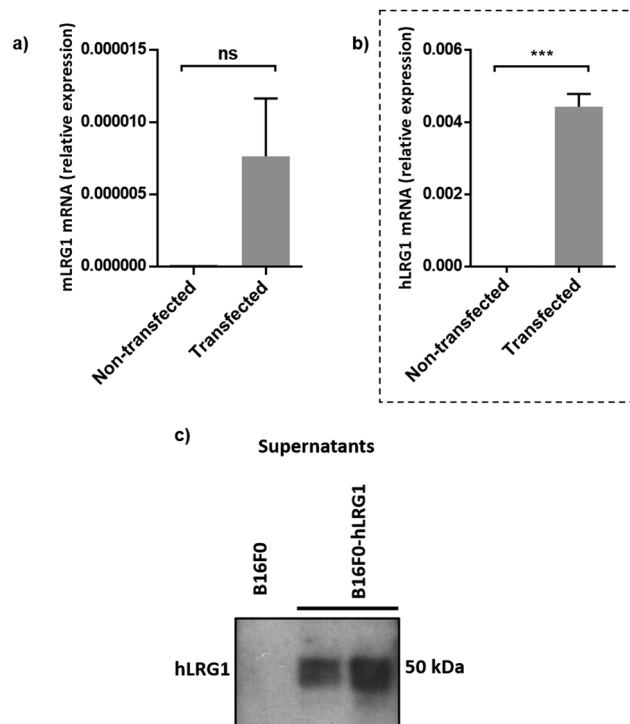 a)
mLRG1 mRNA (relative expression)
0.000015
0.000010
0.000005
0.000000
ns
Non-transfected
Transfected
b)
hLRG1 mRNA (relative expression)
0.006
0.004
0.002
0.000
***
Non-transfected
Transfected
c)
Supernatants
B16F0
B16F0-hLRG1
hLRG1
50 kDa